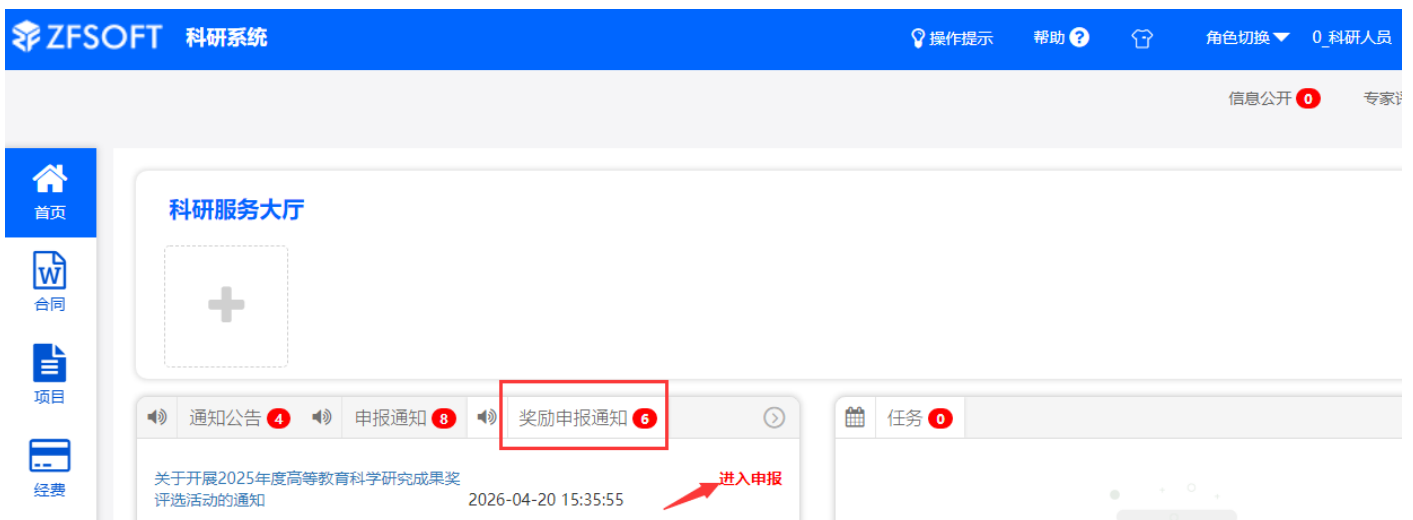 ZFSOFT 科研系统 操作提示 帮助 ? 角色切换 0_科研人员
信息公开 0 专家
首页
科研服务大厅
W
合同
项目
通知公告 4 申报通知 8 奖励申报通知 6
任务 0
经费
关于开展2025年度高等教育科学研究成果奖
评选活动的通知
2026-04-20 15:35:55
进入申报